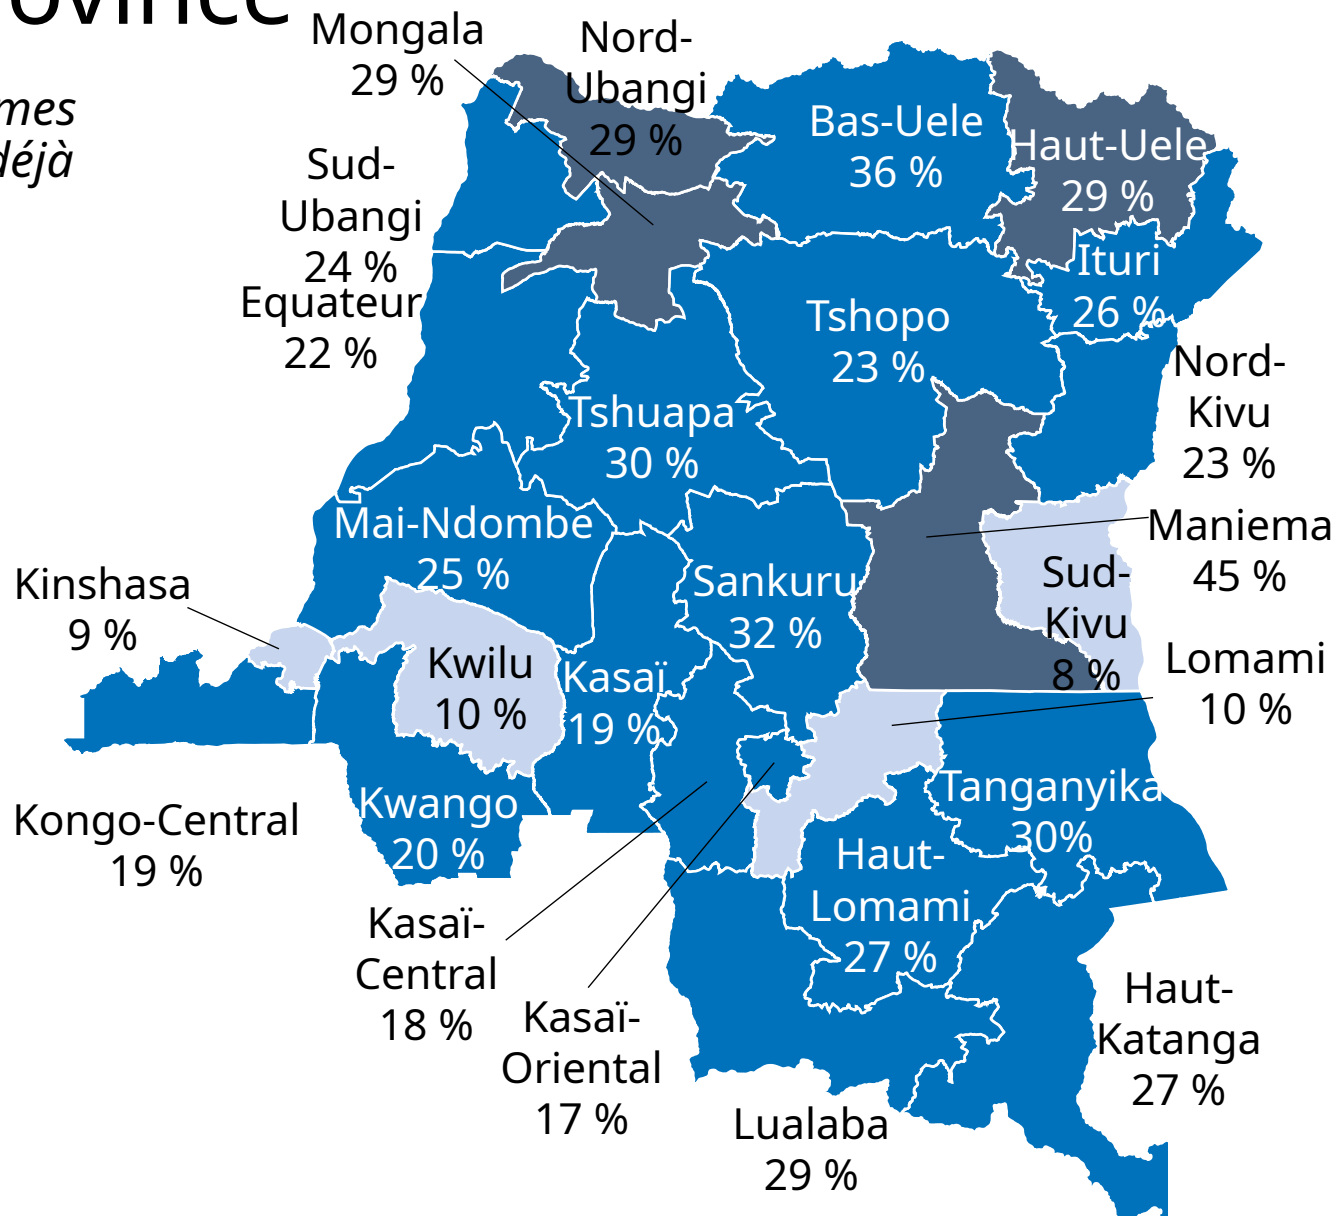 Mongala
29 %
Nord-
Ubangi
29 %
Bas-Uele
36 %
Haut-Uele
29 %
déjà
Sud-
Ubangi
24 %
Ituri
26 %
Equateur
22 %
Tshopo
23 %
Nord-
Kivu
23 %
Tshuapa
30 %
Mai-Ndombe
25 %
Maniema
45 %
Kinshasa
9 %
Sankuru
32 %
Sud-
Kivu
8 %
Kwilu
10 %
Kasaï
19 %
Lomami
10 %
Kongo-Central
19 %
Kwango
20 %
Tanganyika
30%
Haut-
Lomami
27 %
Kasaï-
Central
18 %
Kasaï-
Oriental
17 %
Haut-
Katanga
27 %
Lualaba
29 %